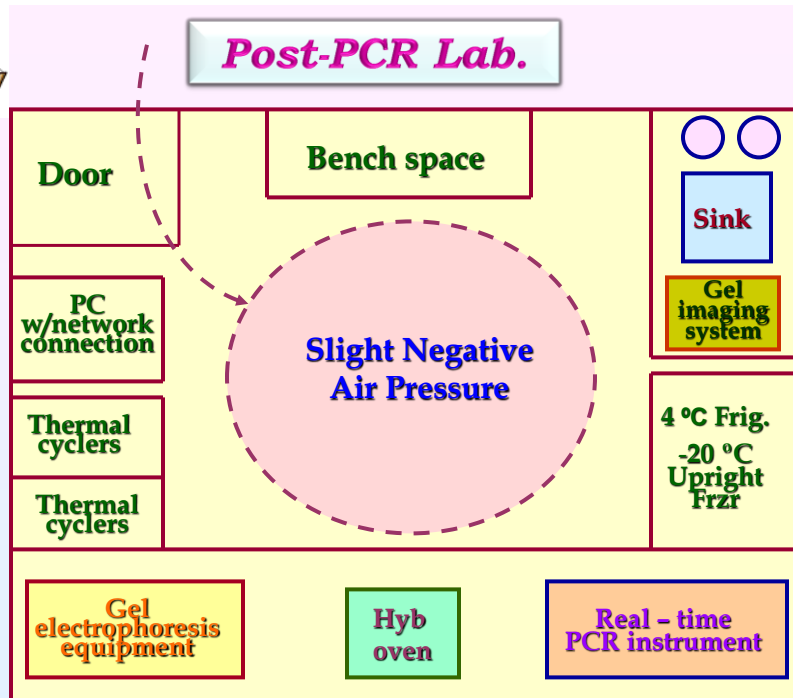 Post-PCR Lab.
Door
Bench space
Sink
PC
w/network
connection
Gel
imaging
system
Slight Negative
Air Pressure
Thermal
cyclers
4 ºC Frig.
-20 ºC
Upright
Frzr
Thermal
cyclers
Gel
electrophoresis
equipment
Hyb
oven
Real – time
PCR instrument